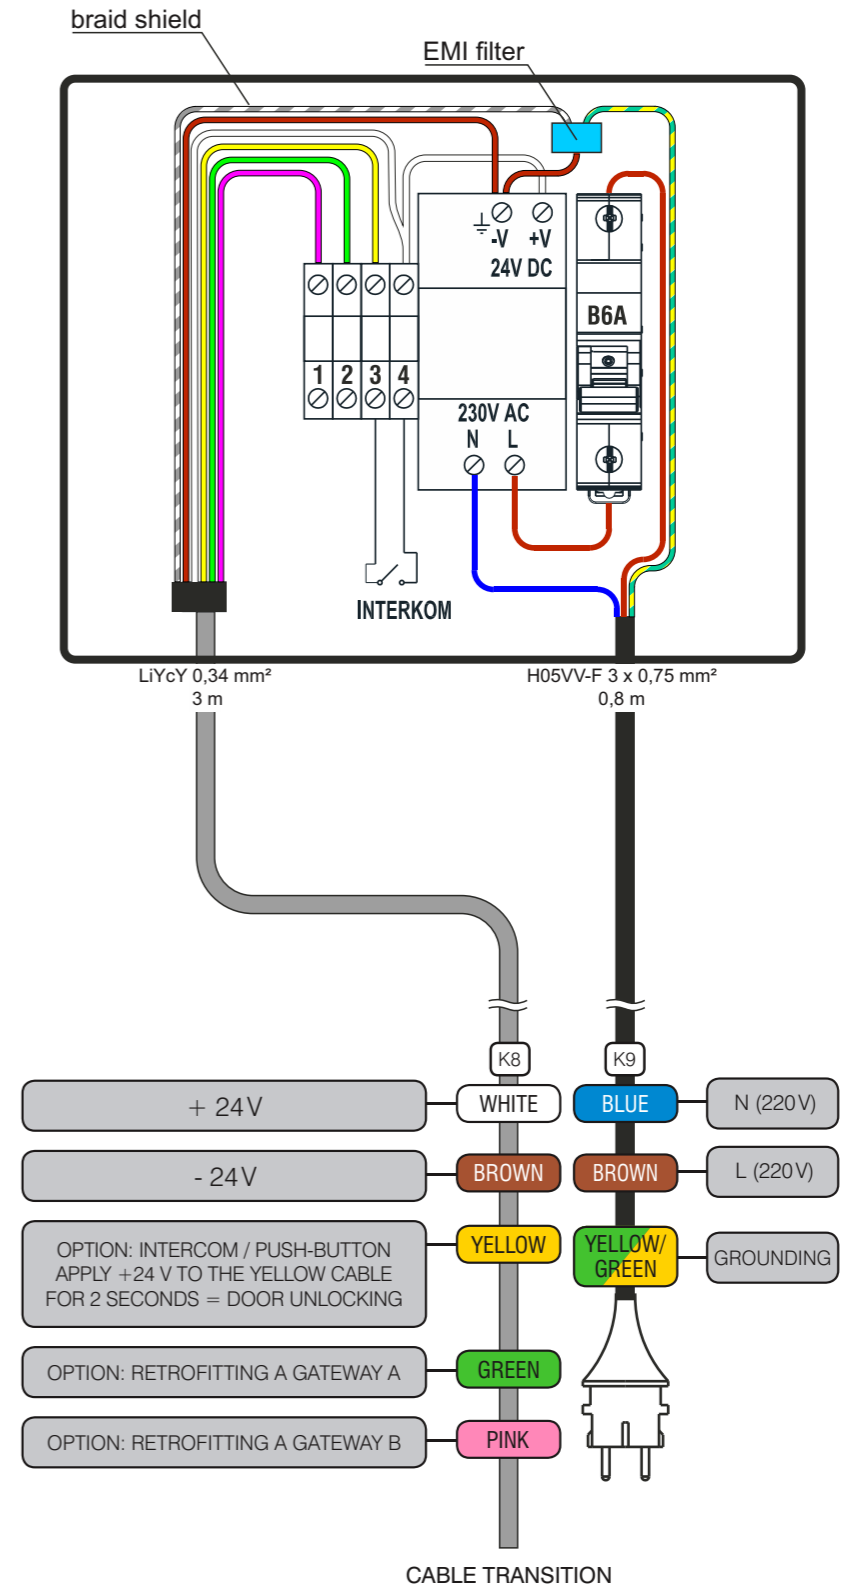 braid shield
EMI filter
-V +V
24V DC
B6A
1 2 3 4
230V AC
N L
INTERKOM
LiYcY 0,34 mm²
3 m
H05VV-F 3 x 0,75 mm²
0,8 m
K8
K9
+ 24V
WHITE
BLUE
N (220V)
- 24V
BROWN
BROWN
L (220V)
OPTION: INTERCOM / PUSH-BUTTON
APPLY +24 V TO THE YELLOW CABLE
FOR 2 SECONDS = DOOR UNLOCKING
YELLOW
YELLOW/
GREEN
GROUNDING
OPTION: RETROFITTING A GATEWAY A
GREEN
OPTION: RETROFITTING A GATEWAY B
PINK
CABLE TRANSITION